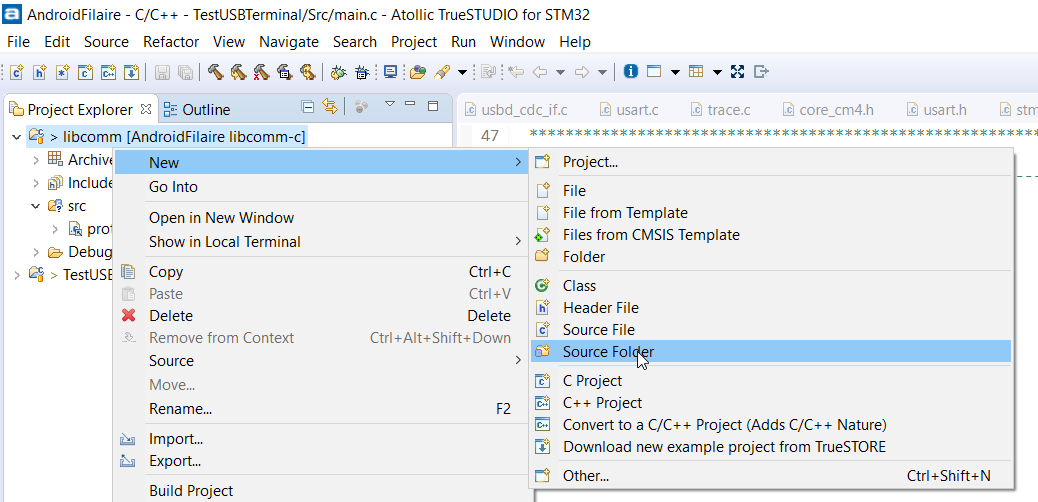 AndroidFilaire - C/C++ - TestUSBTerminal/Src/main.c - Atollic TrueSTUDIO for STM32
File Edit Source Refactor View Navigate Search Project Run Window Help
Project Explorer Outline
usbd_cdc_if.c usart.c trace.c core_cm4.h usart.h stm
> libcomm [AndroidFilaire libcomm-c]
47 ************************************************************
Archive
Include
src
prot
Debug
> TestUSB
New
Go Into
Open in New Window
Show in Local Terminal
Copy Ctrl+C
Paste Ctrl+V
Delete Delete
Remove from Context Ctrl+Alt+Shift+Down
Source
Move...
Rename... F2
Import...
Export...
Build Project
Project...
File
File from Template
Files from CMSIS Template
Folder
Class
Header File
Source File
Source Folder
C Project
C++ Project
Convert to a C/C++ Project (Adds C/C++ Nature)
Download new example project from TrueSTORE
Other... Ctrl+Shift+N